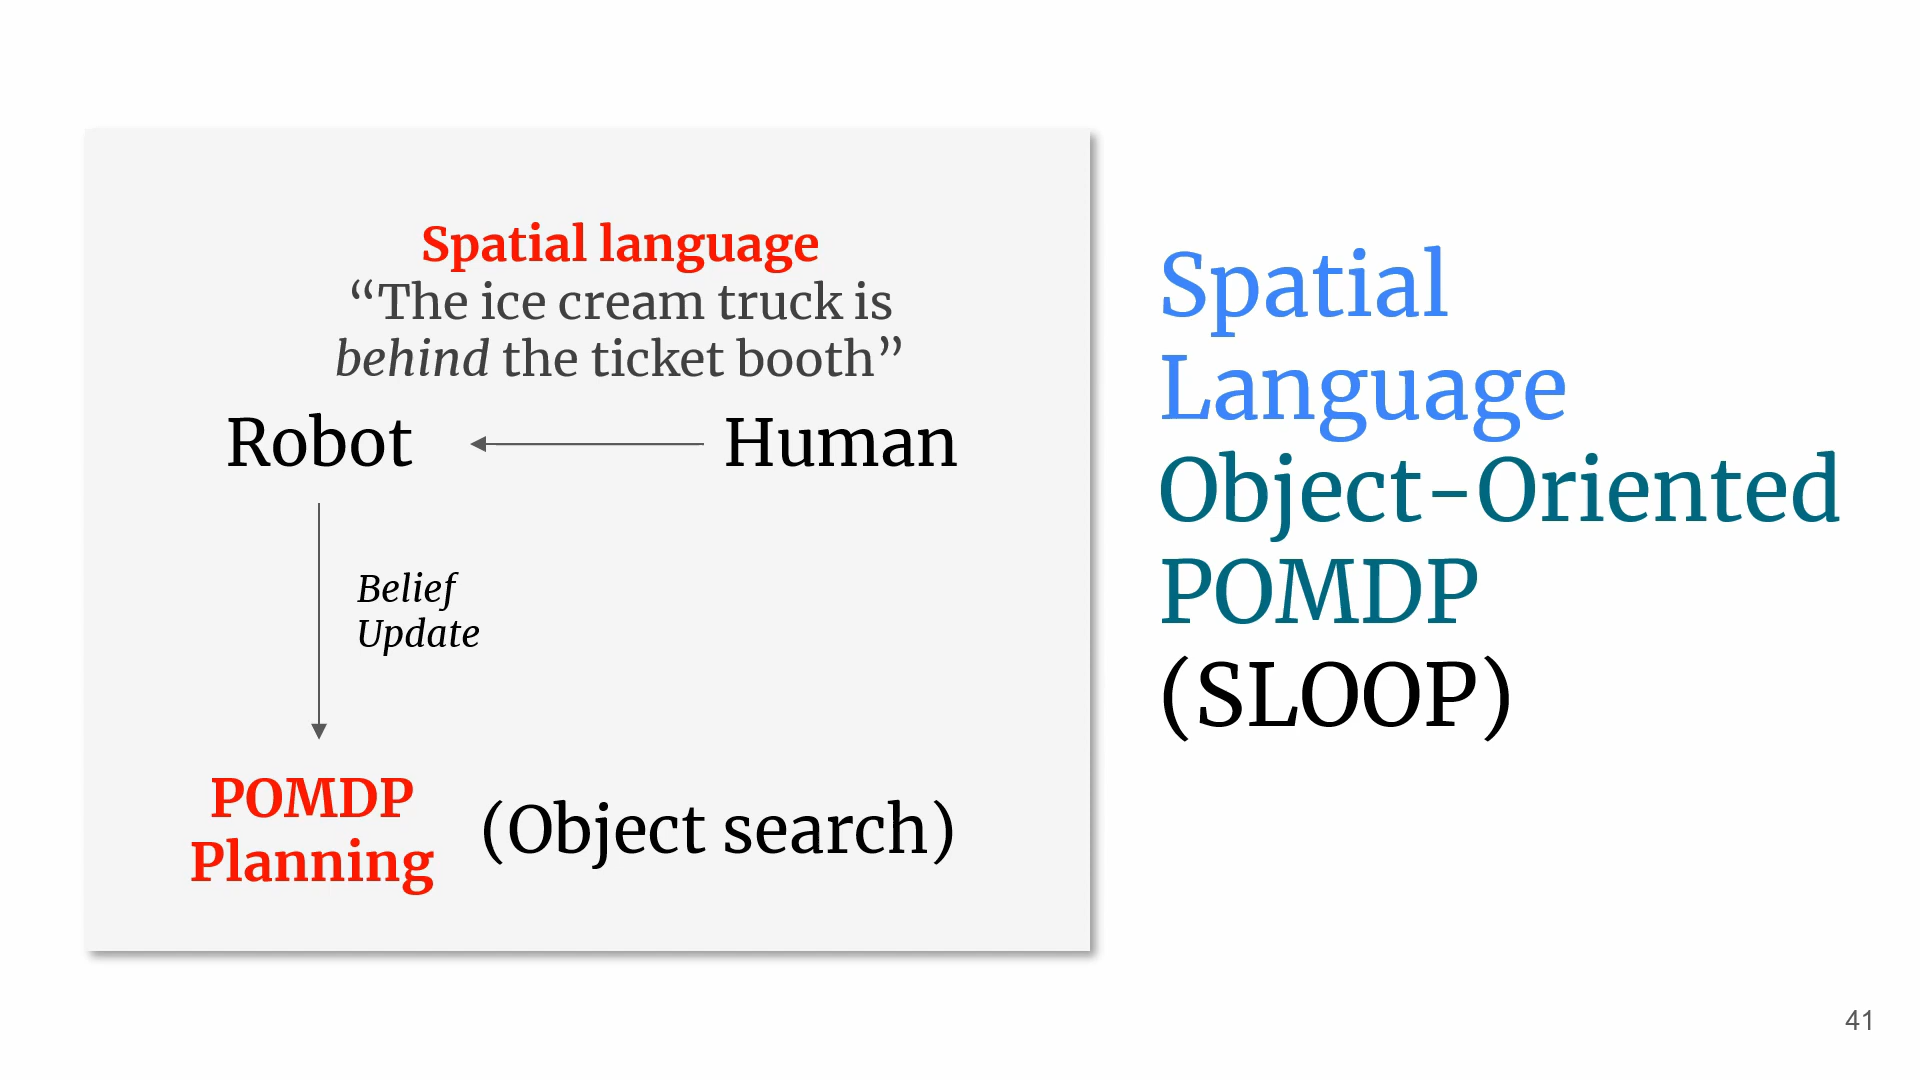 Spatial language
“The ice cream truck is
behind the ticket booth”
Robot
Human
Belief
Update
POMDP
Planning
(Object search)
Spatial
Language
Object-Oriented
POMDP
(SLOOP)
41